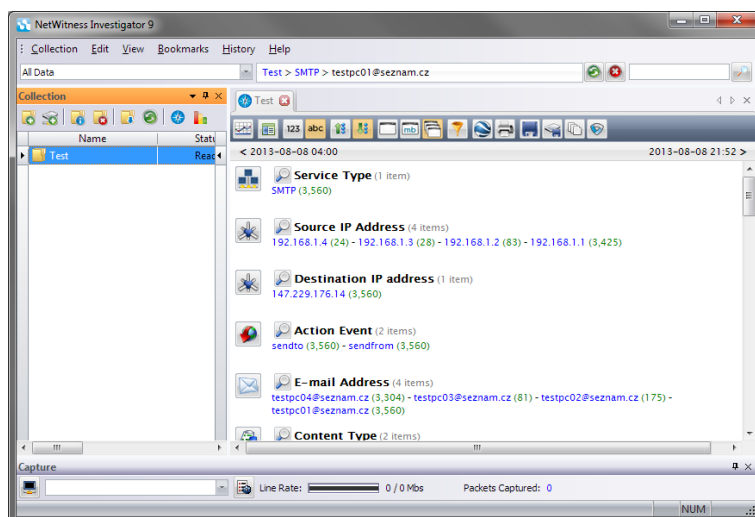 NetWitness Investigator 9
Collection Edit View Bookmarks History Help
All Data
Test > SMTP > testpc01@seznam.cz
Collection
Test
123 abc mb
Name Statu
Test Reac
< 2013-08-08 04:00 2013-08-08 21:52 >
Service Type (1 item)
SMTP (3,560)
Source IP Address (4 items)
192.168.1.4 (24) - 192.168.1.3 (28) - 192.168.1.2 (83) - 192.168.1.1 (3,425)
Destination IP address (1 item)
147.229.176.14 (3,560)
Action Event (2 items)
sendto (3,560) - sendfrom (3,560)
E-mail Address (4 items)
testpc04@seznam.cz (3,304) - testpc03@seznam.cz (81) - testpc02@seznam.cz (175) -
testpc01@seznam.cz (3,560)
Content Type (2 items)
Capture
Line Rate: 0 / 0 Mbs Packets Captured: 0
NUM